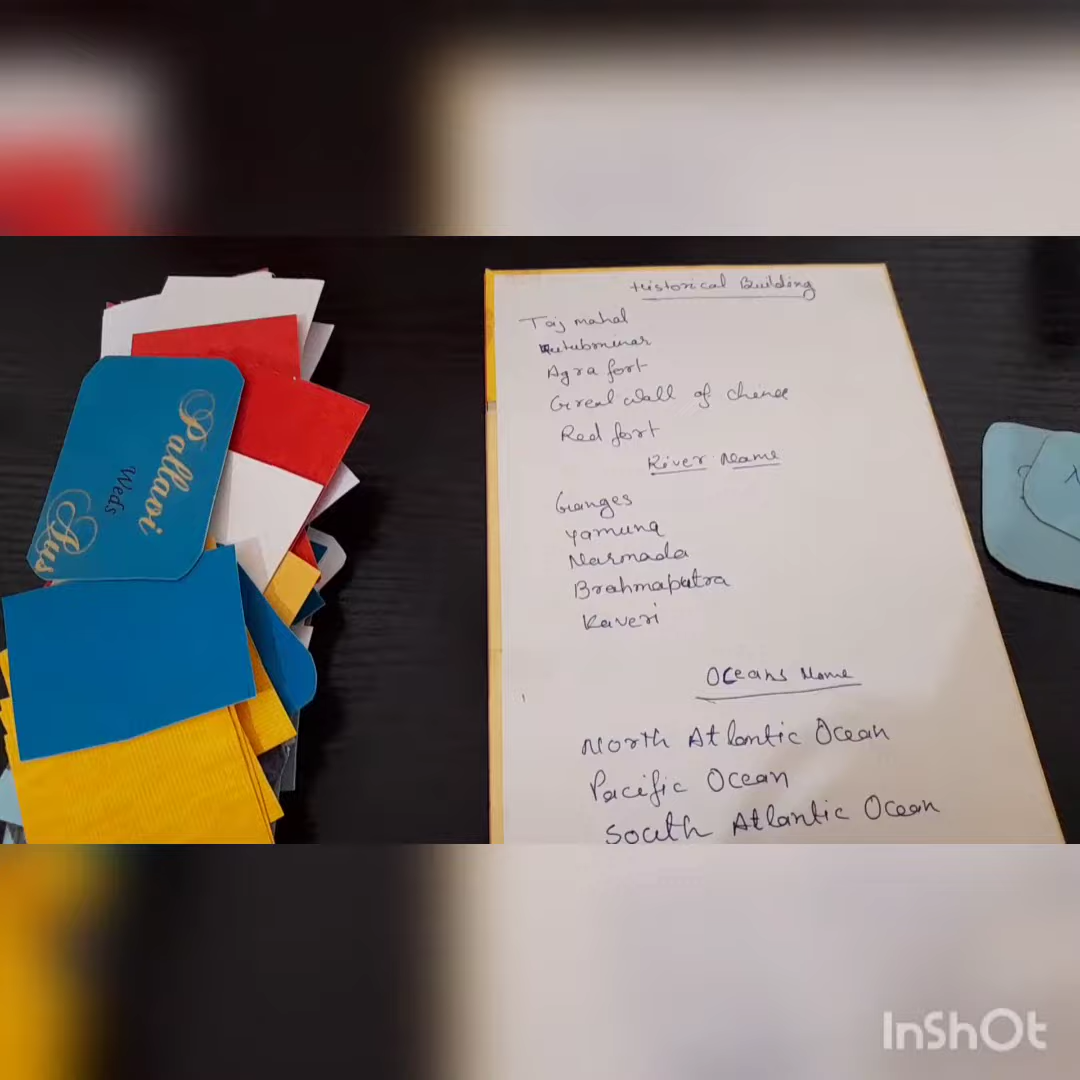 Pallavi
Weds
Historical Building
Taj mahal
Qutubminar
Agra fort
Great wall of China
Red fort
River Name
Ganges
Yamuna
Narmada
Brahmaputra
Kaveri
Oceans Name
North Atlantic Ocean
Pacific Ocean
South Atlantic Ocean
InShOt